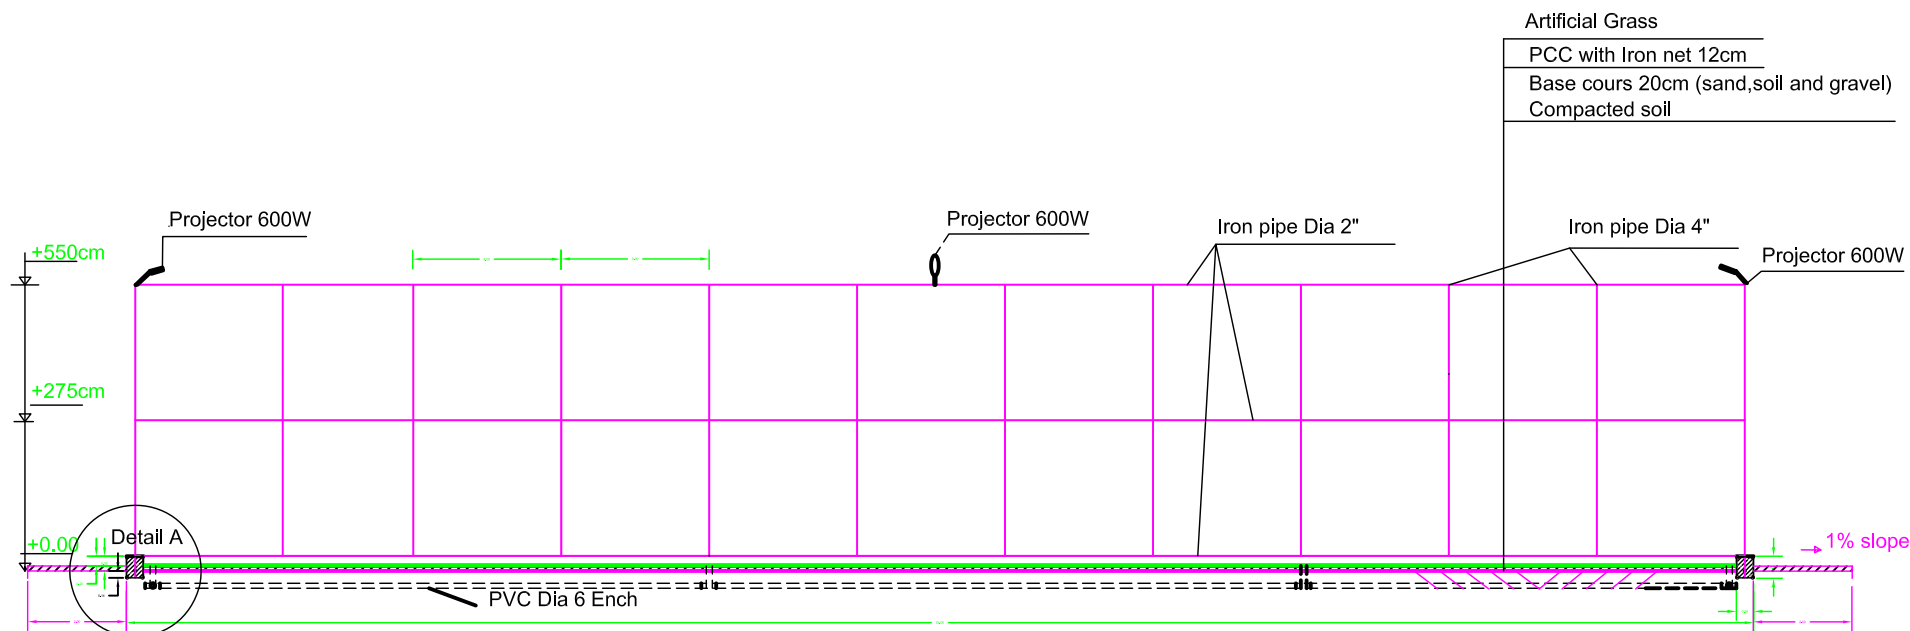 Artificial Grass
PCC with Iron net 12cm
Base cours 20cm (sand,soil and gravel)
Compacted soil
Projector 600W
Projector 600W
Iron pipe Dia 2"
Iron pipe Dia 4"
Projector 600W
+550cm
+275cm
+0.00
Detail A
1% slope
PVC Dia 6 Ench